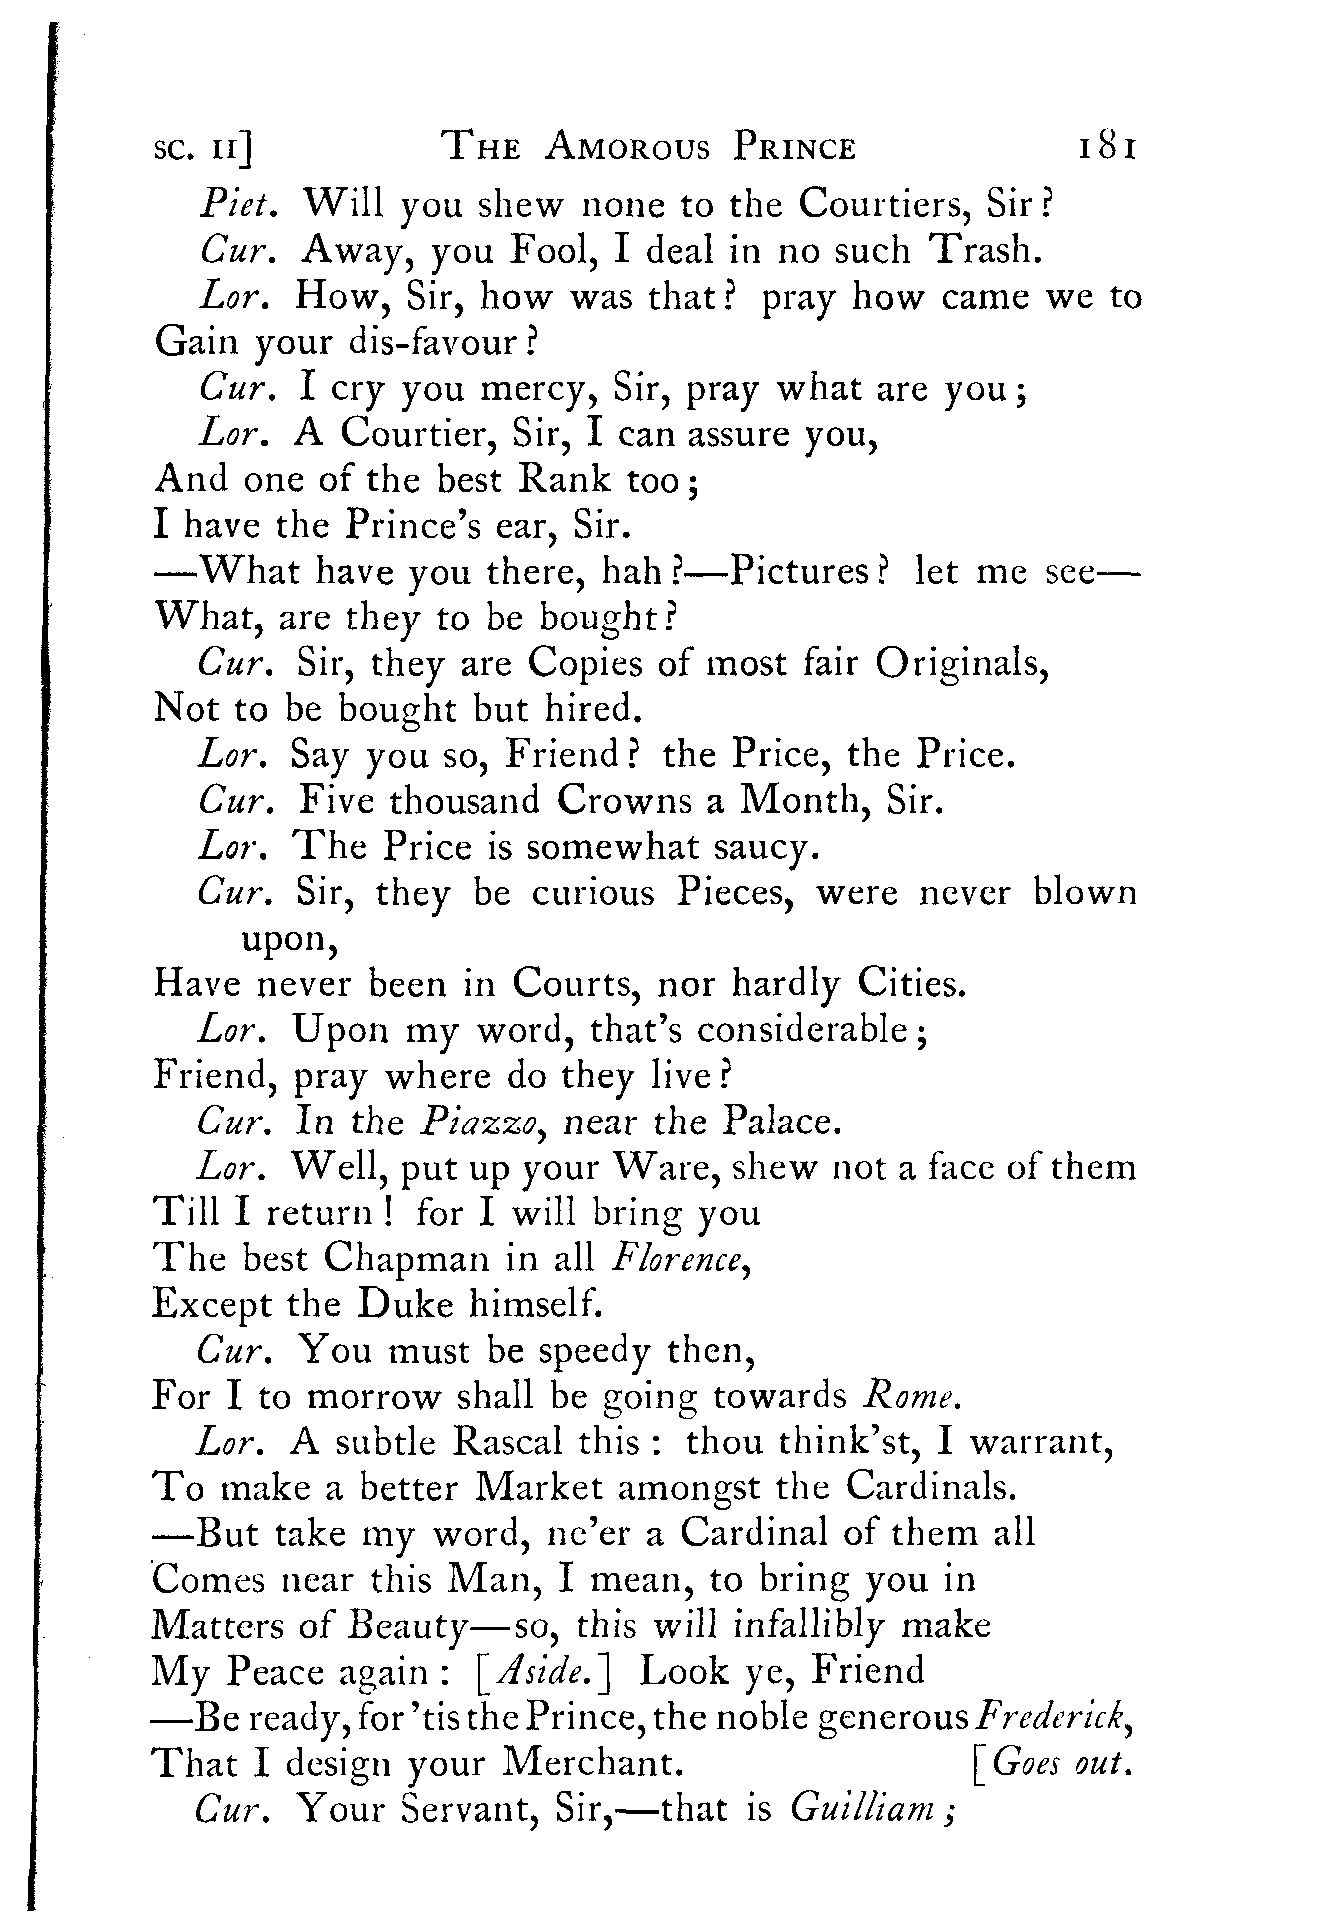 SC. II] THE AMOROUS PRINCE 181
Piet. Will you shew none to the Courtiers, Sir?
Cur. Away, you Fool, I deal in no such Trash.
Lor. How, Sir, how was that? pray how came we to
Gain your dis-favour?
Cur. I cry you mercy, Sir, pray what are you;
Lor. A Courtier, Sir, I can assure you,
And one of the best Rank too;
I have the Prince's ear, Sir.
—What have you there, hah?—Pictures? let me see—
What, are they to be bought?
Cur. Sir, they are Copies of most fair Originals,
Not to be bought but hired.
Lor. Say you so, Friend? the Price, the Price.
Cur. Five thousand Crowns a Month, Sir.
Lor. The Price is somewhat saucy.
Cur. Sir, they be curious Pieces, were never blown
upon,
Have never been in Courts, nor hardly Cities.
Lor. Upon my word, that's considerable;
Friend, pray where do they live?
Cur. In the Piazzo, near the Palace.
Lor. Well, put up your Ware, shew not a face of them
Till I return! for I will bring you
The best Chapman in all Florence,
Except the Duke himself.
Cur. You must be speedy then,
For I to morrow shall be going towards Rome.
Lor. A subtle Rascal this: thou think'st, I warrant,
To make a better Market amongst the Cardinals.
—But take my word, ne'er a Cardinal of them all
Comes near this Man, I mean, to bring you in
Matters of Beauty—so, this will infallibly make
My Peace again: [Aside.] Look ye, Friend
—Be ready, for 'tis the Prince, the noble generous Frederick,
That I design your Merchant. [Goes out.
Cur. Your Servant, Sir,—that is Guilliam;